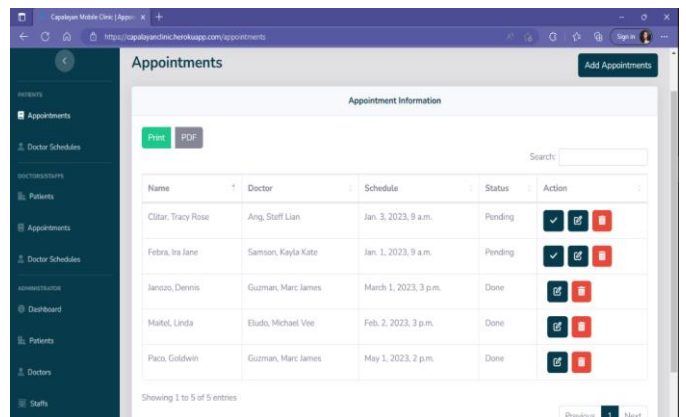 Capalayan Mobile Clinic | Appoin
https://capalayanclinic.herokuapp.com/appointments
Sign in
Appointments
Add Appointments
PATIENTS
Appointments
Doctor Schedules
DOCTORS/STAFFS
Patients
Appointments
Doctor Schedules
ADMINISTRATOR
Dashboard
Patients
Doctors
Staffs
Appointment Information
Print PDF
Search:
Name Doctor Schedule Status Action
Clitar, Tracy Rose Ang, Steff Lian Jan. 3, 2023, 9 a.m. Pending
Febra, Ira Jane Samson, Kayla Kate Jan. 1, 2023, 9 a.m. Pending
Janozo, Dennis Guzman, Marc James March 1, 2023, 3 p.m. Done
Maitel, Linda Eludo, Michael Vee Feb. 2, 2023, 3 p.m. Done
Paco, Goldwin Guzman, Marc James May 1, 2023, 2 p.m. Done
Showing 1 to 5 of 5 entries
Previous 1 Next